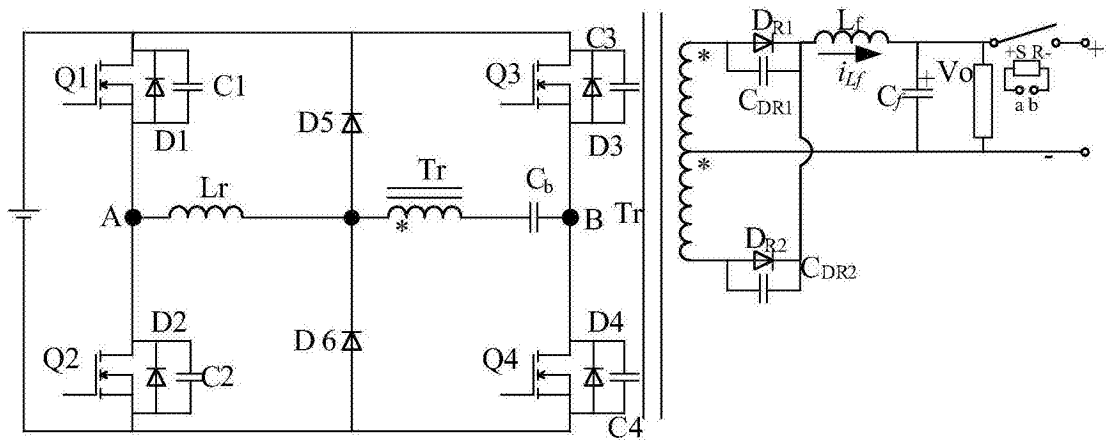 Q1
D1
C1
D5
Q3
C3
D3
A
Lr
Tr
*
Cb
B
Tr
Q2
D2
C2
D 6
Q4
D4
C4
*
*
DR1
CDR1
Lf
iLf
Cf
+
Vo
+S R-
a b
+
-
DR2
CDR2